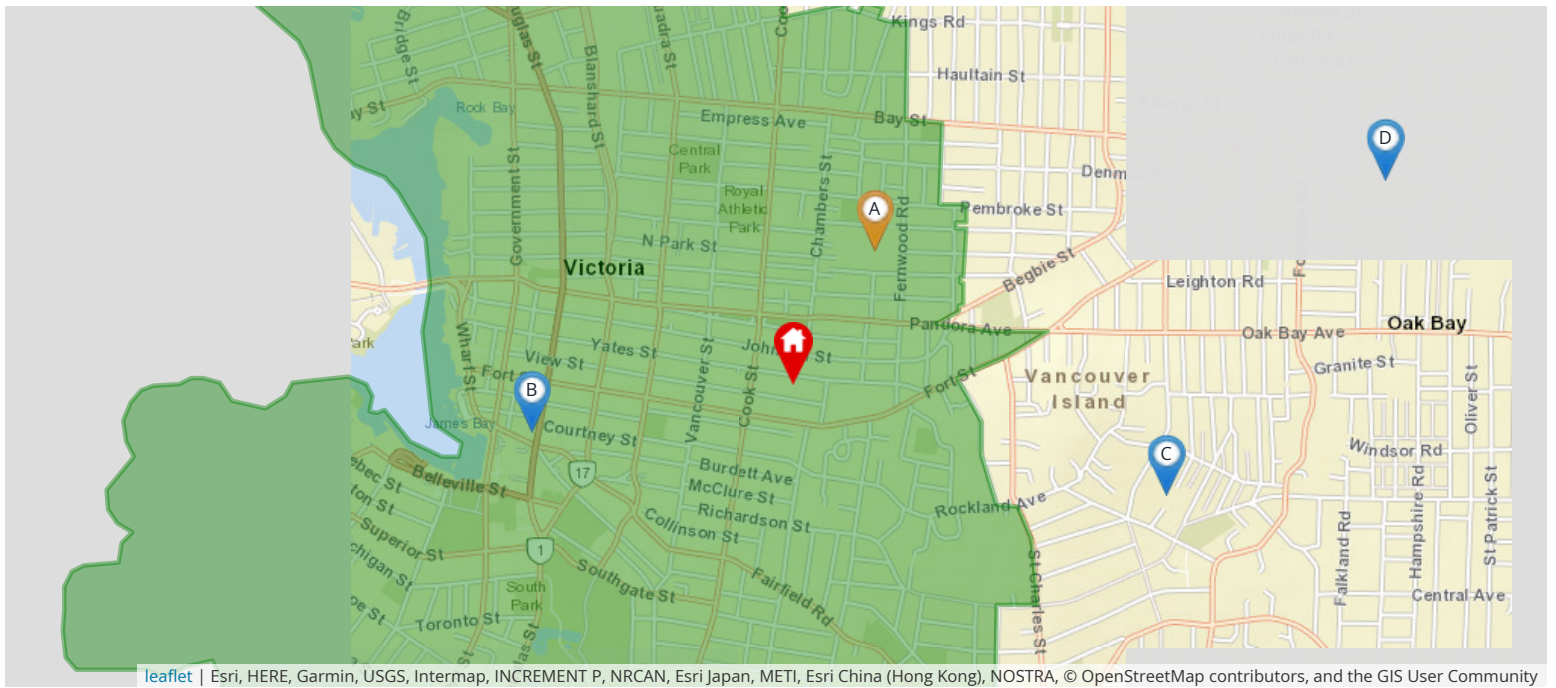 Kings Rd
Haultain St
Rock Bay
Empress Ave
Bay St
Bridge St
Blanshard St
Central
Park
Royal
Athletic
Park
Chambers St
Fernwood Rd
A
D
Pembroke St
Government St
N Park St
Victoria
Begbie St
Leighton Rd
Pandora Ave
Oak Bay Ave
Oak Bay
Wharf St
View St
Yates St
Vancouver St
Cook St
Fort St
Granite St
Oliver St
Vancouver
Island
B
C
James Bay
Courtney St
Belleville St
17
Burdett Ave
McClure St
Richardson St
Collinson St
Rockland Ave
Windsor Rd
Hampshire Rd
Falkland Rd
St Patrick St
Superior St
1
Southgate St
Fairfield Rd
St Charles St
South
Park
Toronto St
Central Ave
leaflet | Esri, HERE, Garmin, USGS, Intermap, INCREMENT P, NRCAN, Esri Japan, METI, Esri China (Hong Kong), NOSTRA, © OpenStreetMap contributors, and the GIS User Community